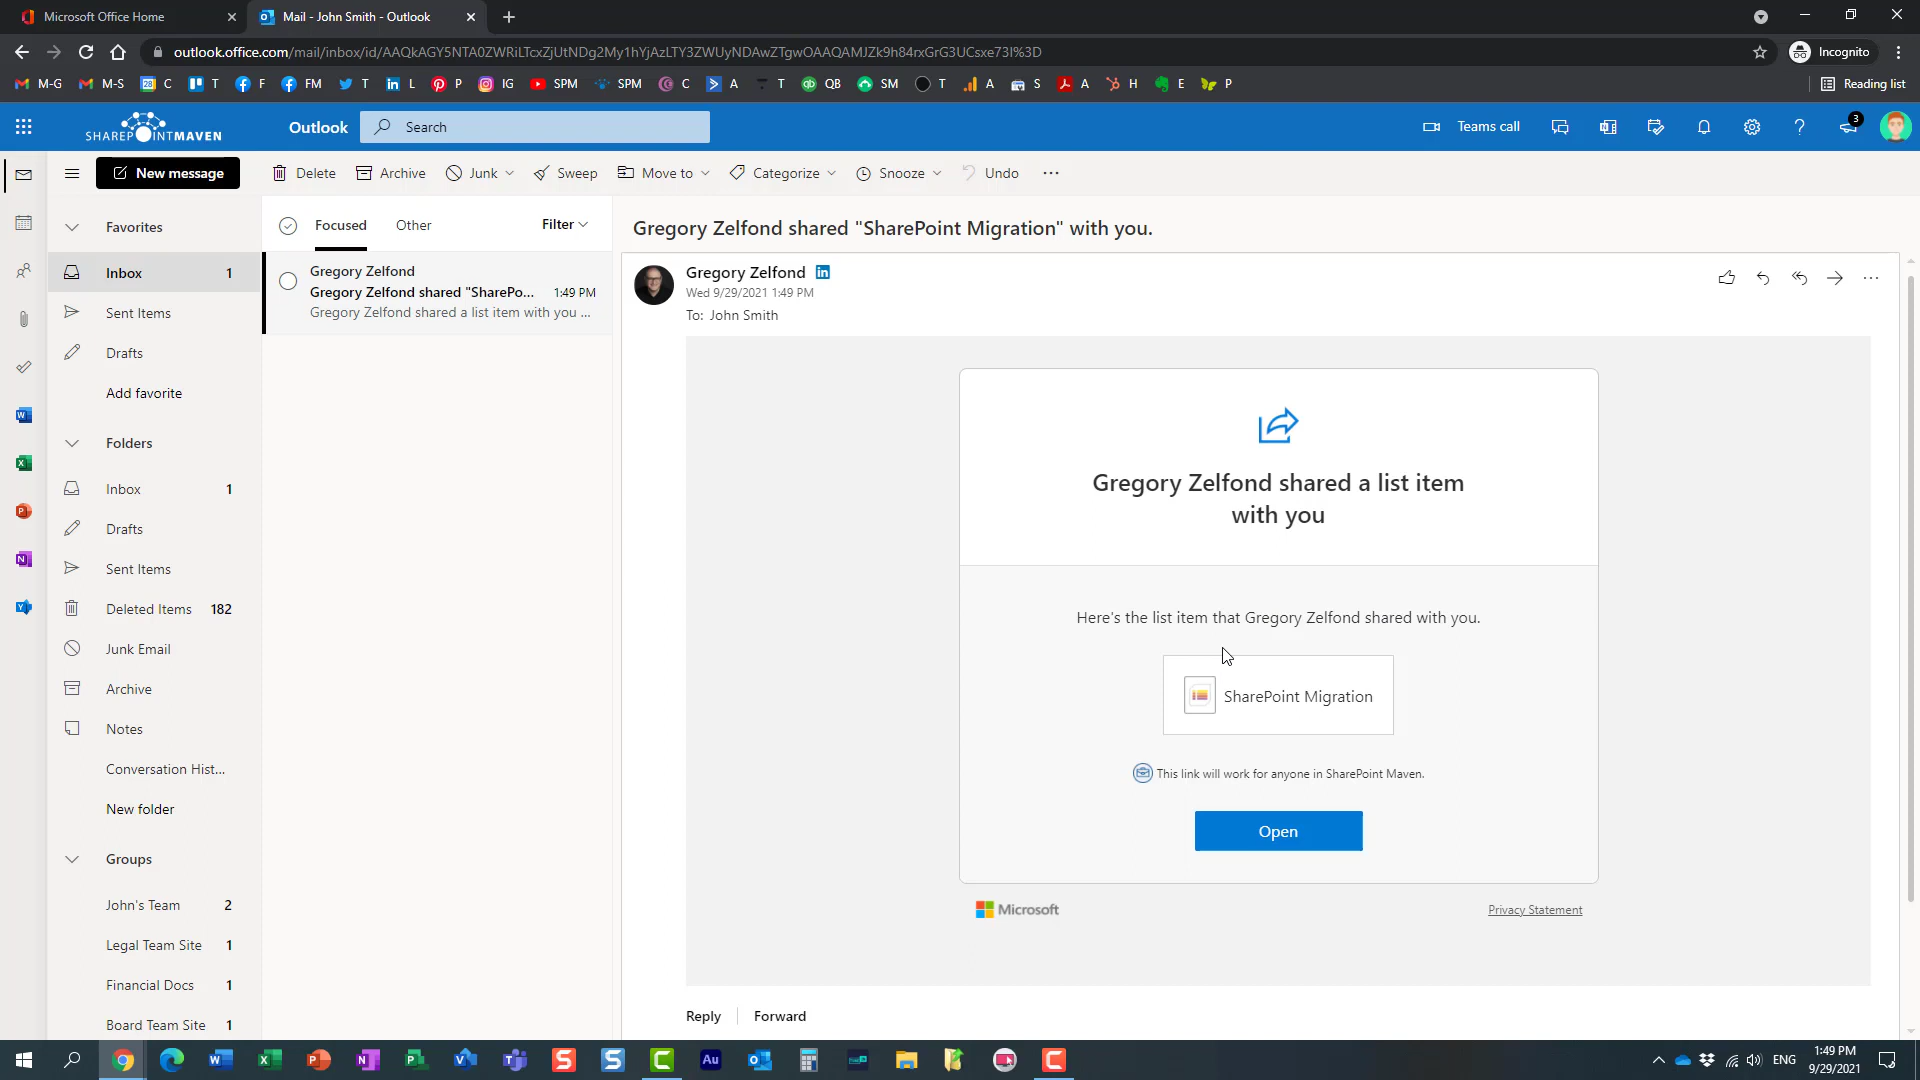 Microsoft Office Home
Mail - John Smith - Outlook
outlook.office.com/mail/inbox/id/AAQkAGY5NTA0ZWRiLTcxZjUtNDg2My1hYjAzLTY3ZWUyNDAwZTgwOAAQAMJZk9h84rxGrG3UCsxe73I%3D
Incognito
M-G
M-S
28
C
T
F
FM
T
L
P
IG
SPM
SPM
C
A
T
QB
SM
T
A
S
A
H
E
P
Reading list
SHAREPOINTMAVEN
Outlook
Search
Teams call
3
New message
Delete
Archive
Junk
Sweep
Move to
Categorize
Snooze
Undo
Favorites
Inbox 1
Sent Items
Drafts
Add favorite
Folders
Inbox 1
Drafts
Sent Items
Deleted Items 182
Junk Email
Archive
Notes
Conversation Hist...
New folder
Groups
John's Team 2
Legal Team Site 1
Financial Docs 1
Board Team Site 1
Focused
Other
Filter
Gregory Zelfond
Gregory Zelfond shared "SharePo... 1:49 PM
Gregory Zelfond shared a list item with you ...
Gregory Zelfond shared "SharePoint Migration" with you.
Gregory Zelfond
Wed 9/29/2021 1:49 PM
To: John Smith
Gregory Zelfond shared a list item
with you
Here's the list item that Gregory Zelfond shared with you.
SharePoint Migration
This link will work for anyone in SharePoint Maven.
Open
Microsoft
Privacy Statement
Reply
Forward
Au
ENG
1:49 PM
9/29/2021